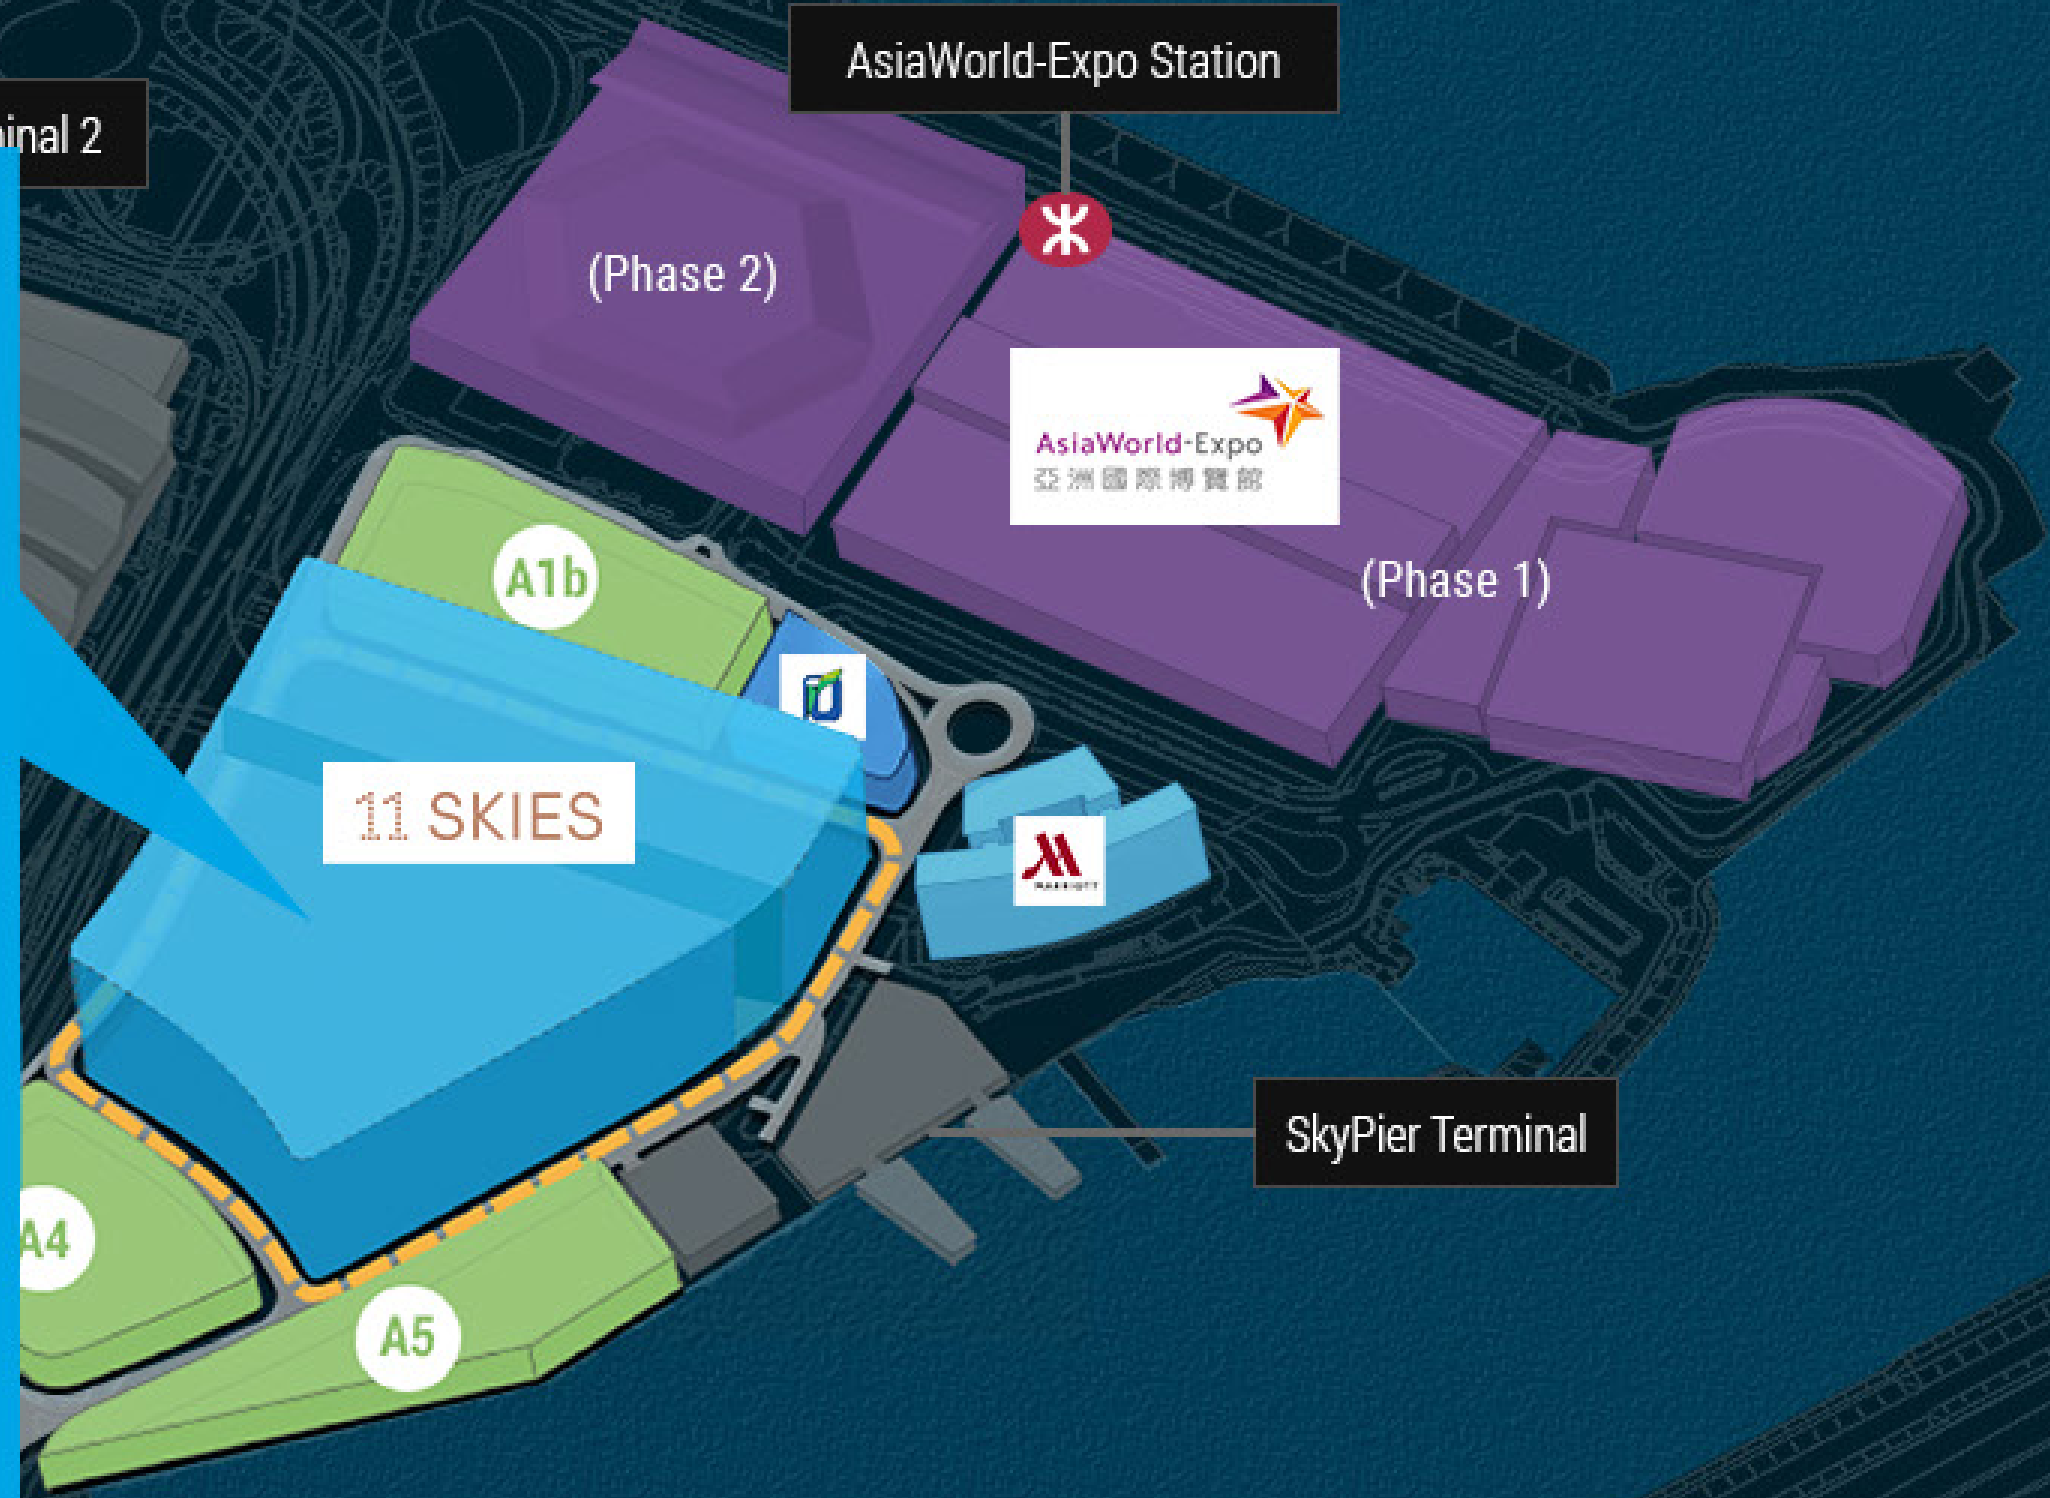 AsiaWorld-Expo Station
inal 2
(Phase 2)
AsiaWorld-Expo
亞洲國際博覽館
A1b
(Phase 1)
11 SKIES
MARRIOTT
SkyPier Terminal
A4
A5